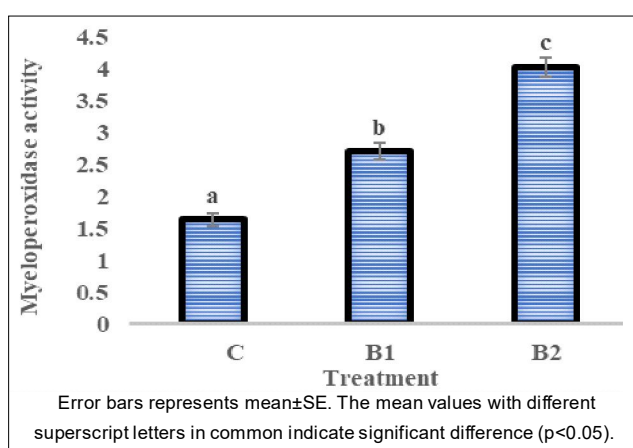 4.5
4
3.5
3
2.5
2
1.5
1
0.5
0
Myeloperoxidase activity
a
b
c
C B1 B2
Treatment
Error bars represents mean±SE. The mean values with different
superscript letters in common indicate significant difference (p<0.05).